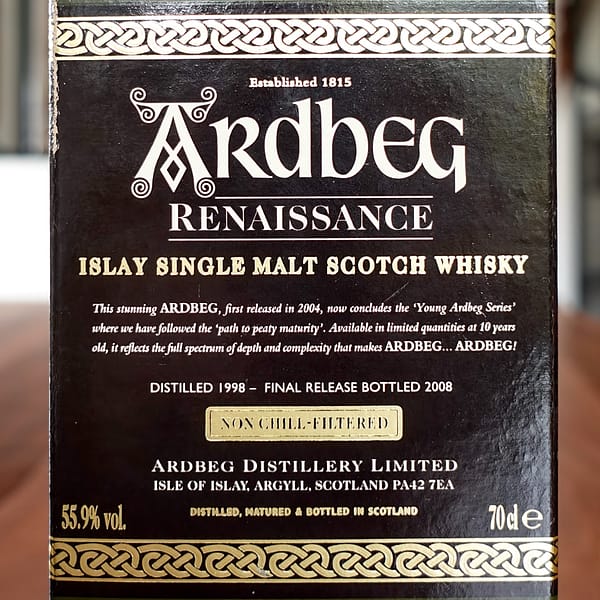 Established 1815
ARDBEG
RENAISSANCE
ISLAY SINGLE MALT SCOTCH WHISKY
This stunning ARDBEG, first released in 2004, now concludes the ‘Young Ardbeg Series’
where we have followed the ‘path to peaty maturity’. Available in limited quantities at 10 years
old, it reflects the full spectrum of depth and complexity that makes ARDBEG... ARDBEG!
DISTILLED 1998 – FINAL RELEASE BOTTLED 2008
NON CHILL-FILTERED
ARDBEG DISTILLERY LIMITED
ISLE OF ISLAY, ARGYLL, SCOTLAND PA42 7EA
55.9% vol.
DISTILLED, MATURED & BOTTLED IN SCOTLAND
70 cl e